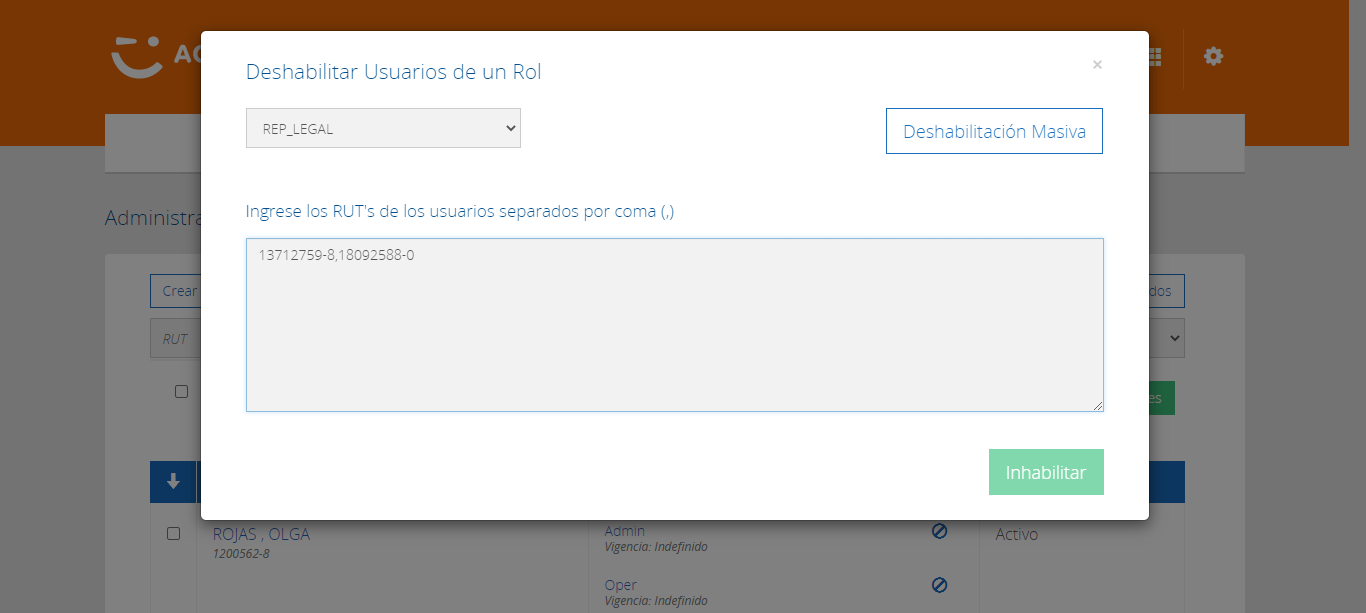 AC
Deshabilitar Usuarios de un Rol
×
REP_LEGAL
Deshabilitación Masiva
Administra
Ingrese los RUT's de los usuarios separados por coma (,)
13712759-8,18092588-0
Crear
dos
RUT
es
Inhabilitar
ROJAS , OLGA
1200562-8
Admin
Vigencia: Indefinido
Activo
Oper
Vigencia: Indefinido